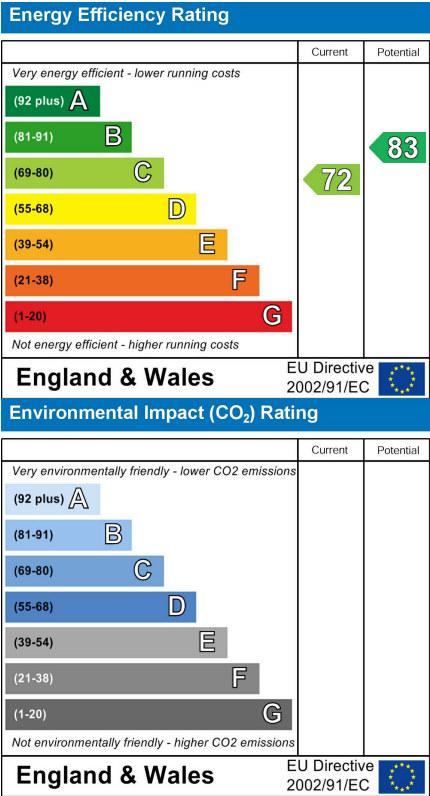 Energy Efficiency Rating
Current Potential
Very energy efficient - lower running costs
(92 plus) A
(81-91) B
83
(69-80) C
72
(55-68) D
(39-54) E
(21-38) F
(1-20) G
Not energy efficient - higher running costs
England & Wales
EU Directive
2002/91/EC
Environmental Impact (CO₂) Rating
Current Potential
Very environmentally friendly - lower CO2 emissions
(92 plus) A
(81-91) B
(69-80) C
(55-68) D
(39-54) E
(21-38) F
(1-20) G
Not environmentally friendly - higher CO2 emissions
England & Wales
EU Directive
2002/91/EC